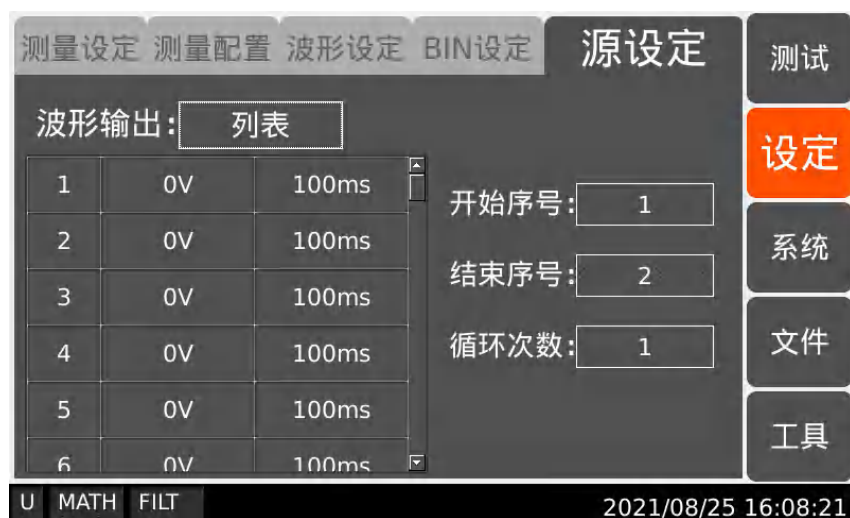 测量设定 测量配置 波形设定 BIN设定 源设定
测试
设定
系统
文件
工具
波形输出: 列表
1 0V 100ms
2 0V 100ms
3 0V 100ms
4 0V 100ms
5 0V 100ms
6 0V 100ms
开始序号: 1
结束序号: 2
循环次数: 1
U MATH FILT 2021/08/25 16:08:21